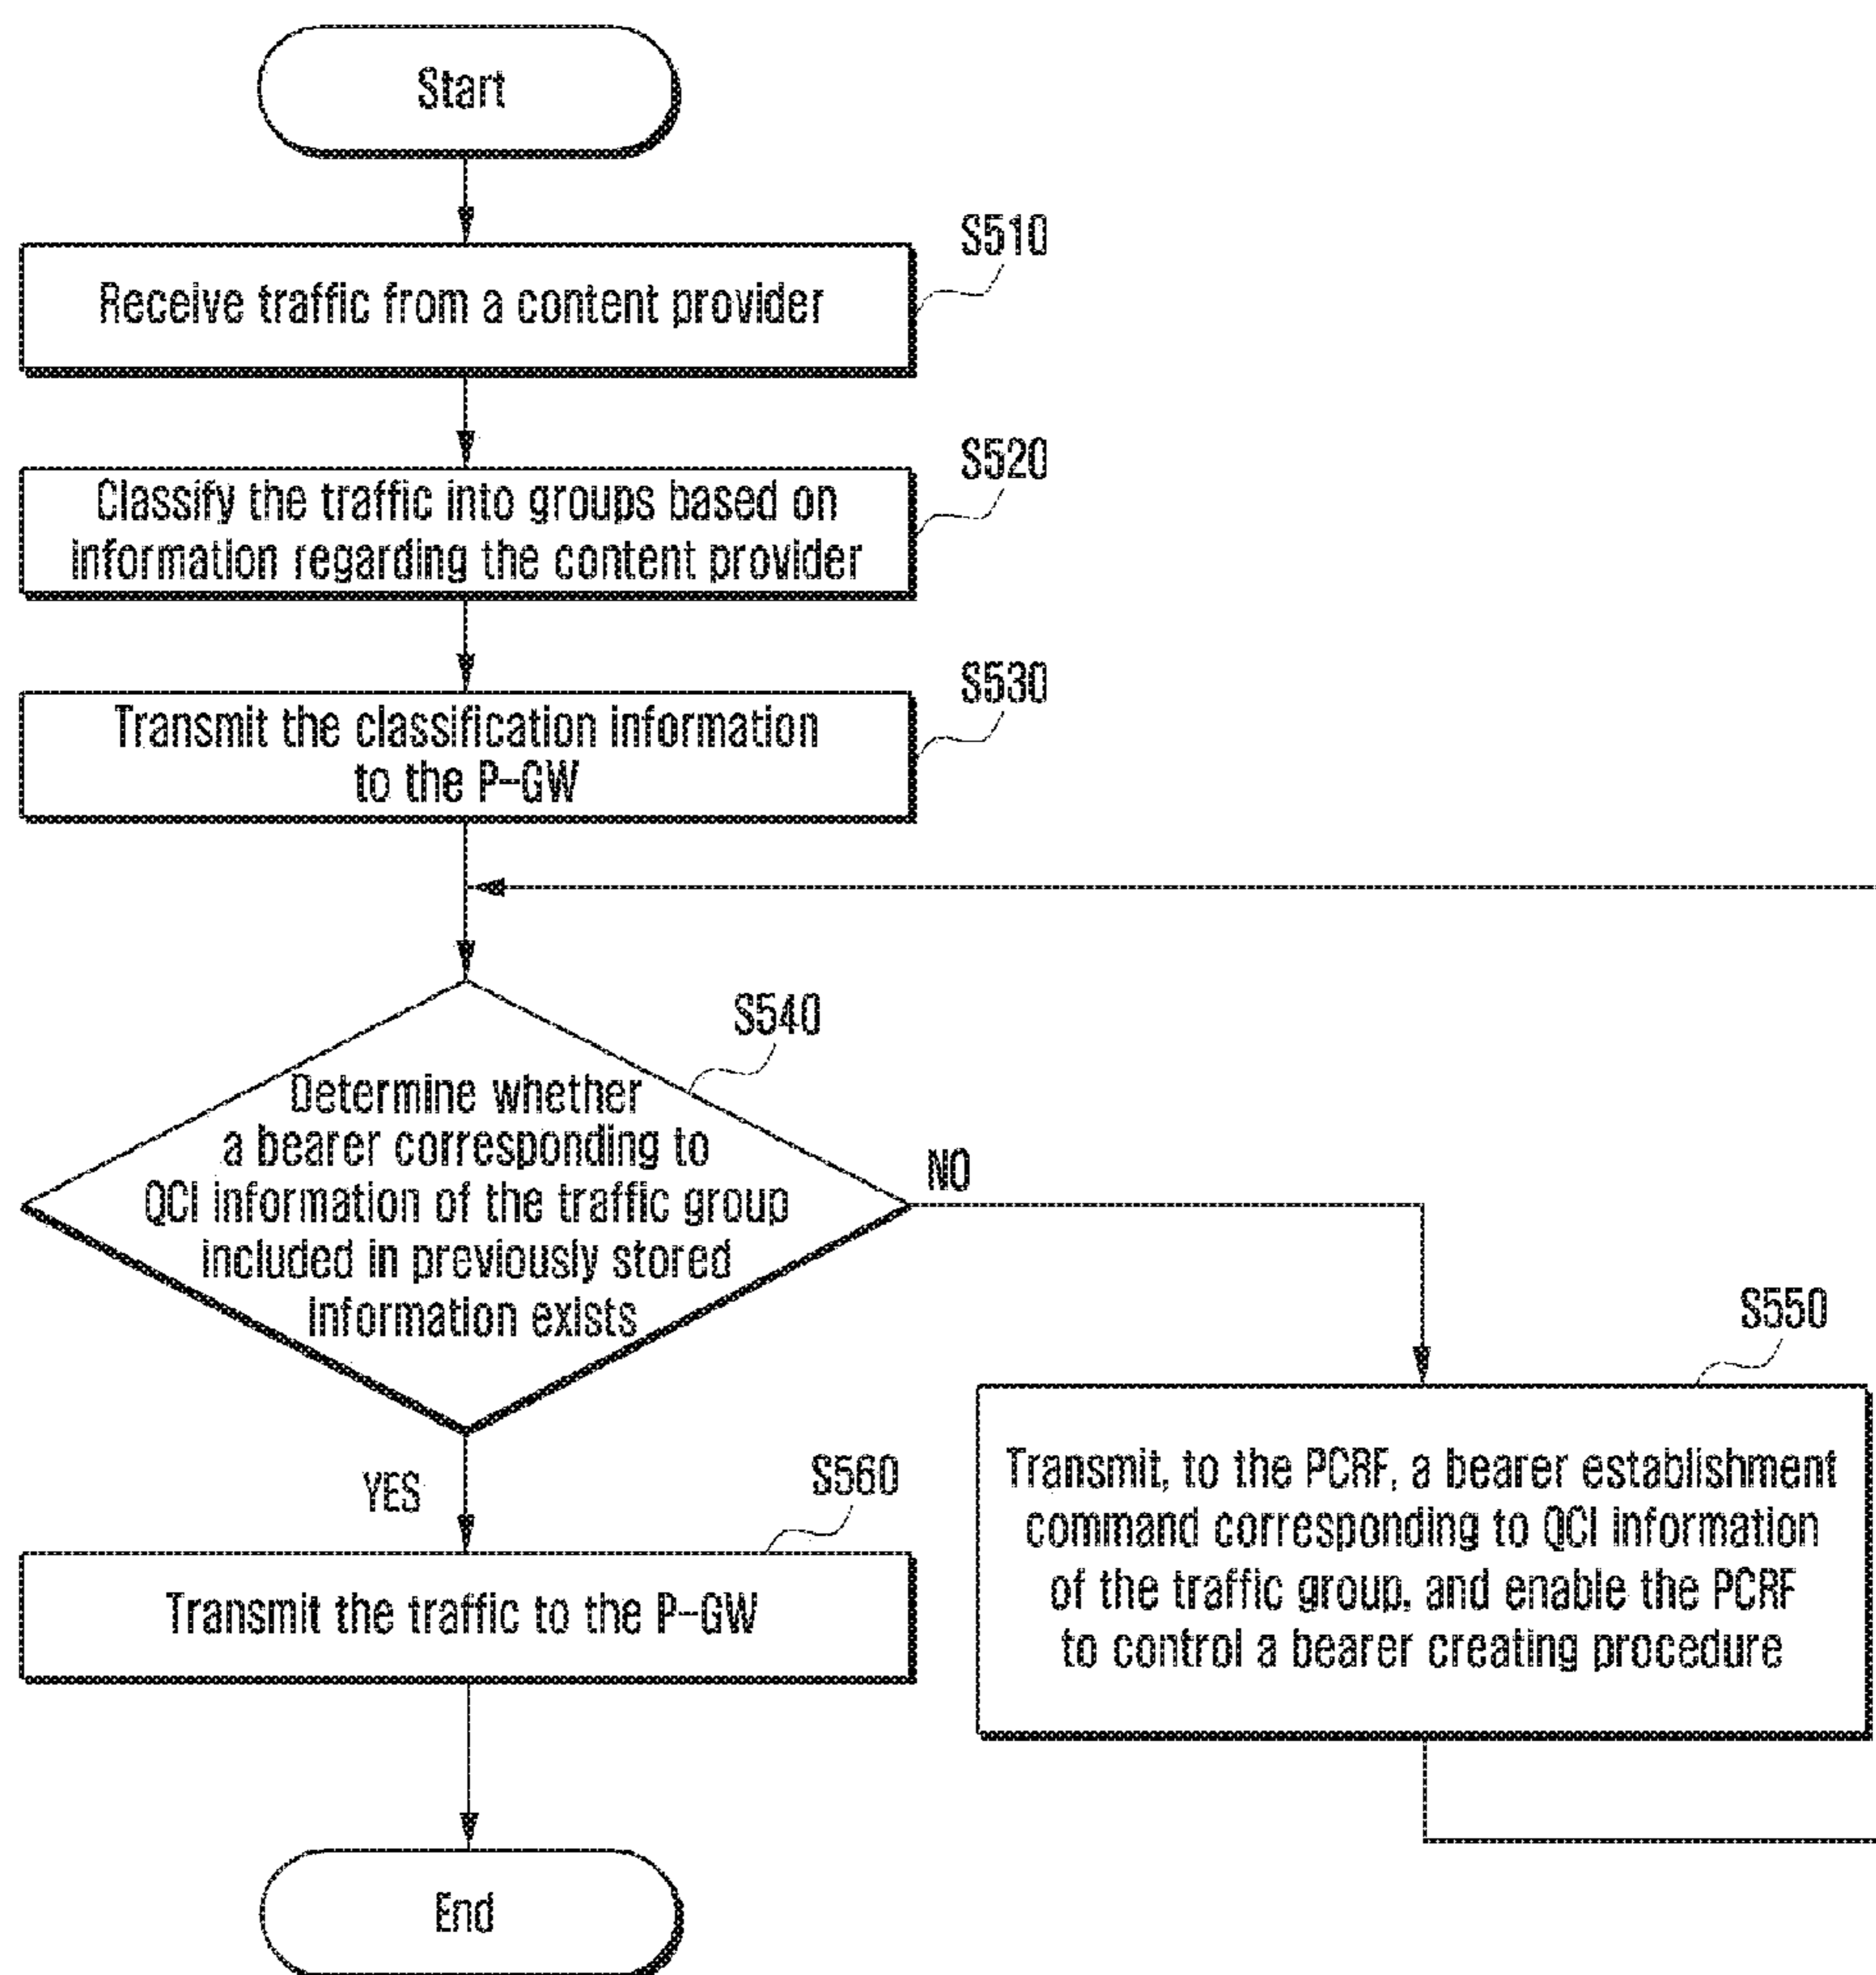 Start
S510
Receive traffic from a content provider
S520
Classify the traffic into groups based on
information regarding the content provider
S530
Transmit the classification information
to the P-GW
S540
Determine whether
a bearer corresponding to
QCI information of the traffic group
included in previously stored
information exists
NO
YES
S550
Transmit, to the PCRF, a bearer establishment
command corresponding to QCI information
of the traffic group, and enable the PCRF
to control a bearer creating procedure
S560
Transmit the traffic to the P-GW
End